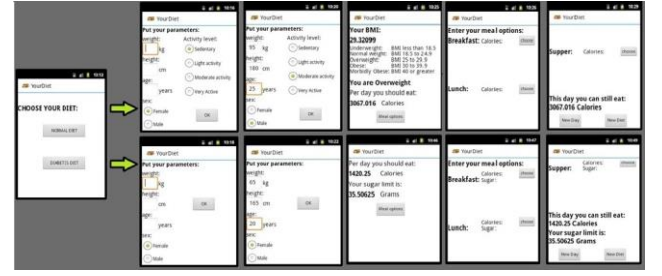 YourDiet
CHOOSE YOUR DIET:
NORMAL DIET
DIABETES DIET
YourDiet
Put your parameters:
weight: Activity level:
kg Sedentary
height:
cm Light activity
age: Moderate activity
years Very Active
sex:
Female OK
Male
YourDiet
Put your parameters:
weight: Activity level:
95 kg Sedentary
height:
180 cm Light activity
age: Moderate activity
25 years Very Active
sex:
Female OK
Male
YourDiet
Your BMI:
29.32099
Underweight: BMI less than 18.5
Normal weight: BMI 18.5 to 24.9
Overweight: BMI 25 to 29.9
Obese: BMI 30 to 39.9
Morbidly Obese: BMI 40 or greater
You are Overweight
Per day you should eat:
3067.016 Calories
Meal options
YourDiet
Enter your meal options:
Breakfast: Calories: choose
Lunch: Calories: choose
YourDiet
Supper: Calories: choose
This day you can still eat:
3067.016 Calories
New Day New Diet
YourDiet
Put your parameters:
weight:
kg
height:
cm OK
age:
years
sex:
Female
Male
YourDiet
Put your parameters:
weight:
65 kg
height:
165 cm OK
age:
20 years
sex:
Female
Male
YourDiet
Per day you should eat:
1420.25 Calories
Your sugar limit is:
35.50625 Grams
Meal options
YourDiet
Enter your meal options:
Breakfast: Calories: choose
Sugar:
Lunch: Calories: choose
Sugar:
YourDiet
Supper: Calories: choose
Sugar:
This day you can still eat:
1420.25 Calories
Your sugar limit is:
35.50625 Grams
New Day New Diet